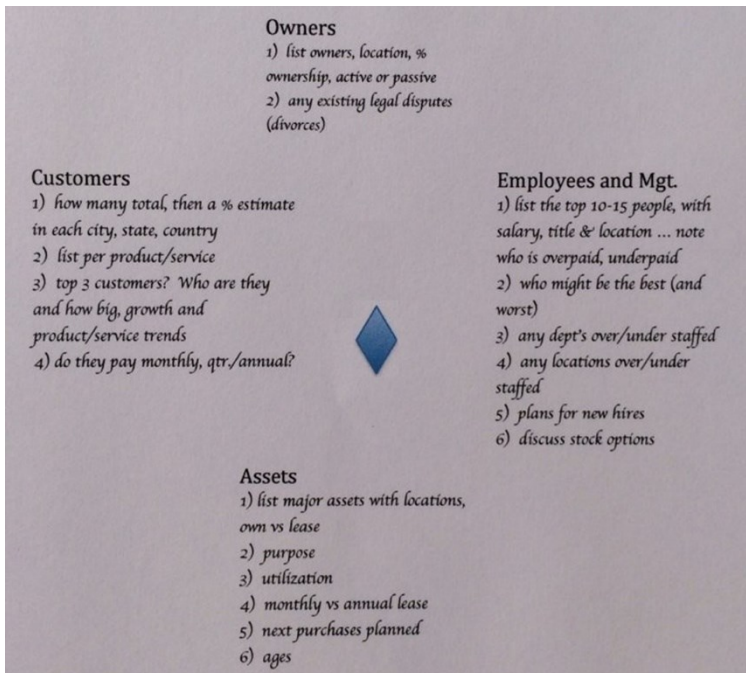 Owners
1) list owners, location, %
ownership, active or passive
2) any existing legal disputes
(divorces)
Customers
1) how many total, then a % estimate
in each city, state, country
2) list per product/service
3) top 3 customers? Who are they
and how big, growth and
product/service trends
4) do they pay monthly, qtr./annual?
Employees and Mgt.
1) list the top 10-15 people, with
salary, title & location ... note
who is overpaid, underpaid
2) who might be the best (and
worst)
3) any dept's over/under staffed
4) any locations over/under
staffed
5) plans for new hires
6) discuss stock options
Assets
1) list major assets with locations,
own vs lease
2) purpose
3) utilization
4) monthly vs annual lease
5) next purchases planned
6) ages